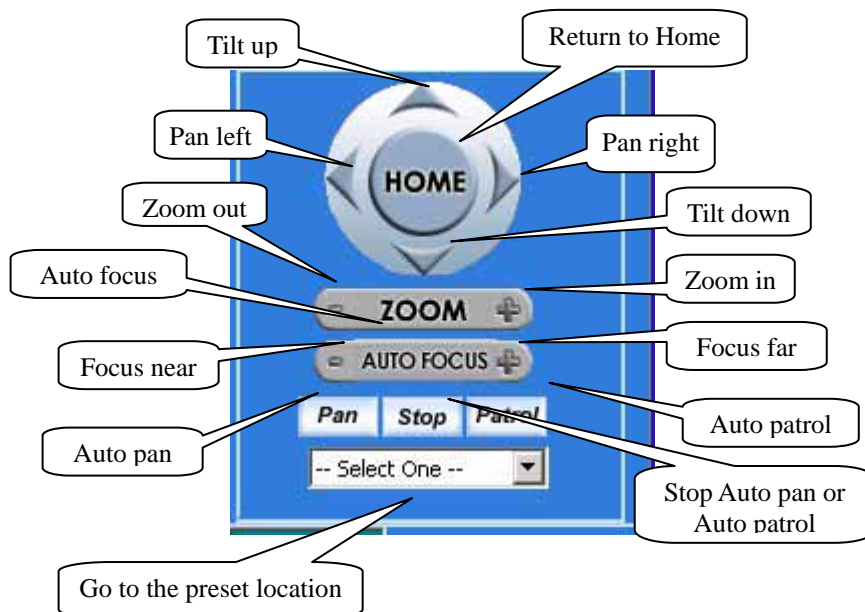 Tilt up
Return to Home
Pan left
Pan right
HOME
Zoom out
Tilt down
Auto focus
Zoom in
- ZOOM +
Focus near
Focus far
- AUTO FOCUS +
Pan Stop Patrol
Auto patrol
Auto pan
-- Select One --
Stop Auto pan or
Auto patrol
Go to the preset location